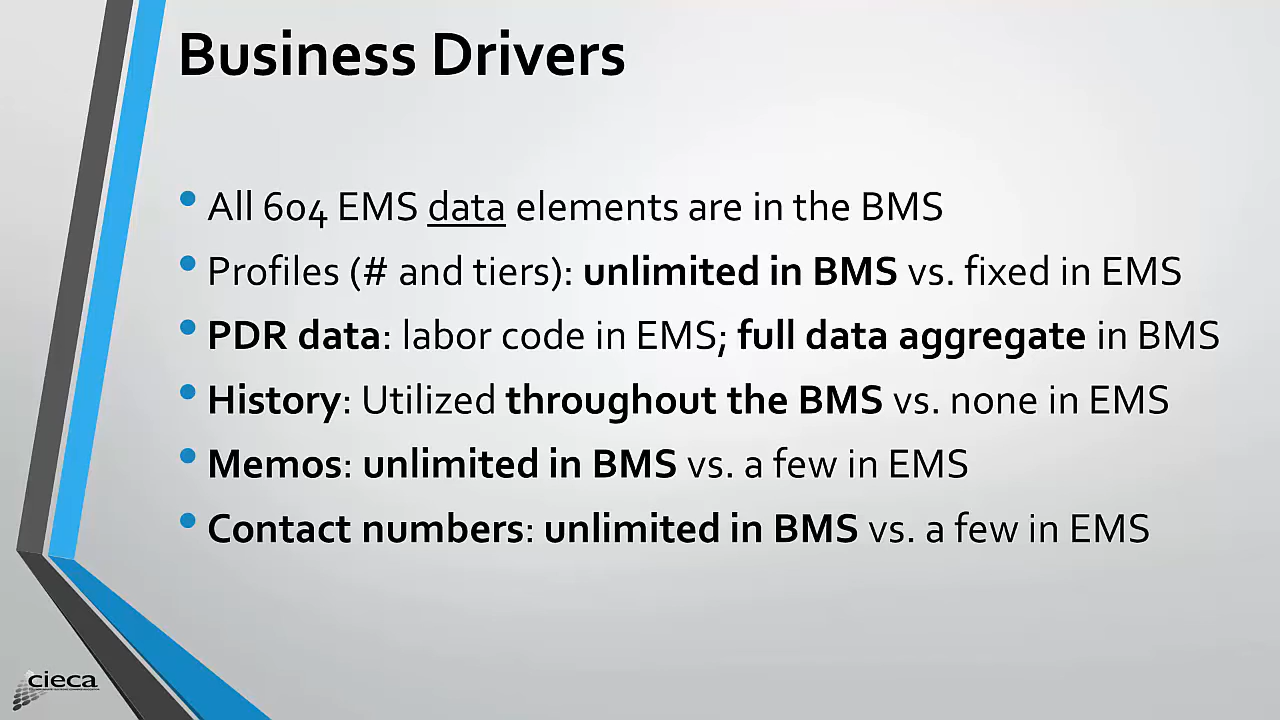 Business Drivers
• All 604 EMS data elements are in the BMS
• Profiles (# and tiers): unlimited in BMS vs. fixed in EMS
• PDR data: labor code in EMS; full data aggregate in BMS
• History: Utilized throughout the BMS vs. none in EMS
• Memos: unlimited in BMS vs. a few in EMS
• Contact numbers: unlimited in BMS vs. a few in EMS
cieca